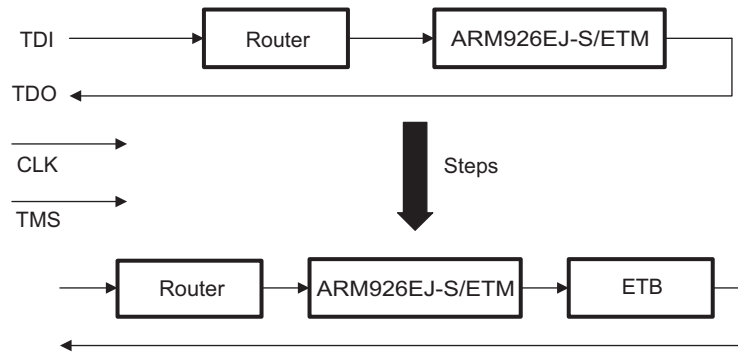 TDI
Router
ARM926EJ-S/ETM
TDO
CLK
Steps
TMS
Router
ARM926EJ-S/ETM
ETB